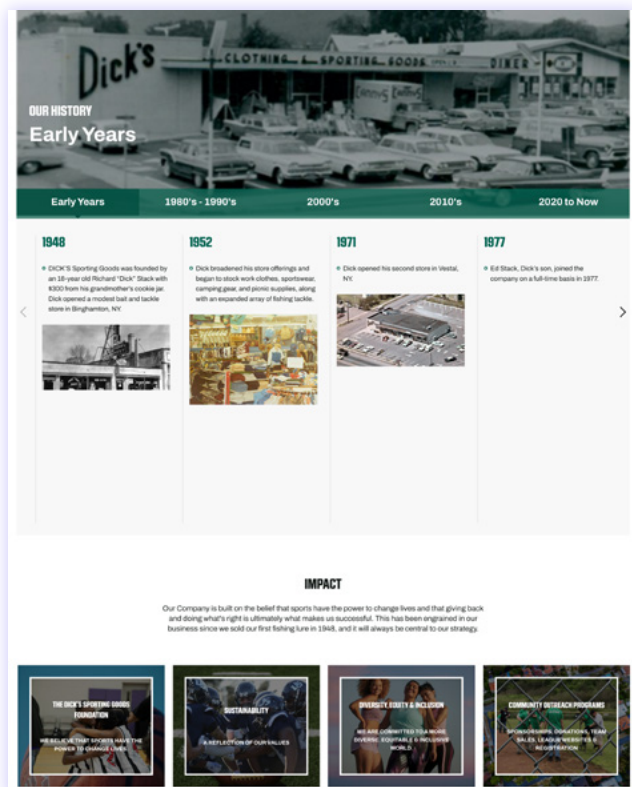 Dick's
CLOTHING & SPORTING GOODS
DINER
OUR HISTORY
Early Years
Early Years
1980's - 1990's
2000's
2010's
2020 to Now
1948
DICK'S Sporting Goods was founded by
an 18-year old Richard "Dick" Stack with
$300 from his grandmother's cookie jar.
Dick opened a modest bait and tackle
store in Binghamton, NY.
1952
Dick broadened his store offerings and
began to stock work clothes, sportswear,
camping gear, and picnic supplies, along
with an expanded array of fishing tackle.
1971
Dick opened his second store in Vestal,
NY.
1977
Ed Stack, Dick's son, joined the
company on a full-time basis in 1977.
IMPACT
Our Company is built on the belief that sports have the power to change lives and that giving back
and doing what's right is ultimately what makes us successful. This has been engrained in our
business since we sold our first fishing lure in 1948, and it will always be central to our strategy.
THE DICK'S SPORTING GOODS
FOUNDATION
WE BELIEVE THAT SPORTS HAVE THE
POWER TO CHANGE LIVES
SUSTAINABILITY
A REFLECTION OF OUR VALUES
DIVERSITY, EQUITY & INCLUSION
WE ARE COMMITTED TO A MORE
DIVERSE, EQUITABLE & INCLUSIVE
WORLD
COMMUNITY OUTREACH PROGRAMS
SPONSORSHIPS, DONATIONS, TEAM
SALES, LEAGUE WEBSITES &
REGISTRATION